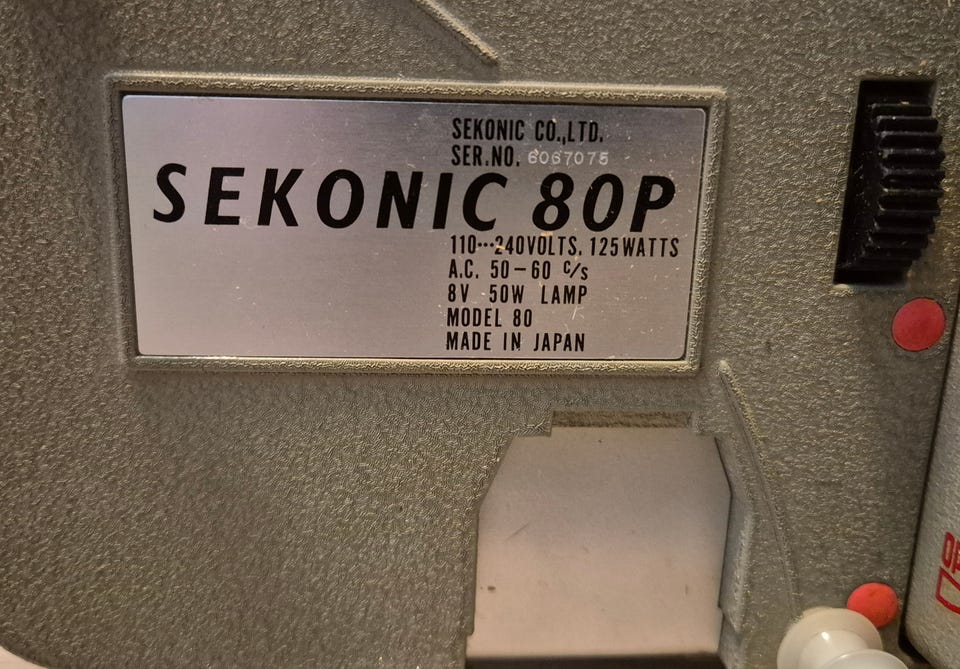 SEKONIC CO.,LTD.
SER.NO. 6067075
SEKONIC 80P
110···240VOLTS. 125WATTS
A.C. 50-60 c/s
8V 50W LAMP
MODEL 80
MADE IN JAPAN